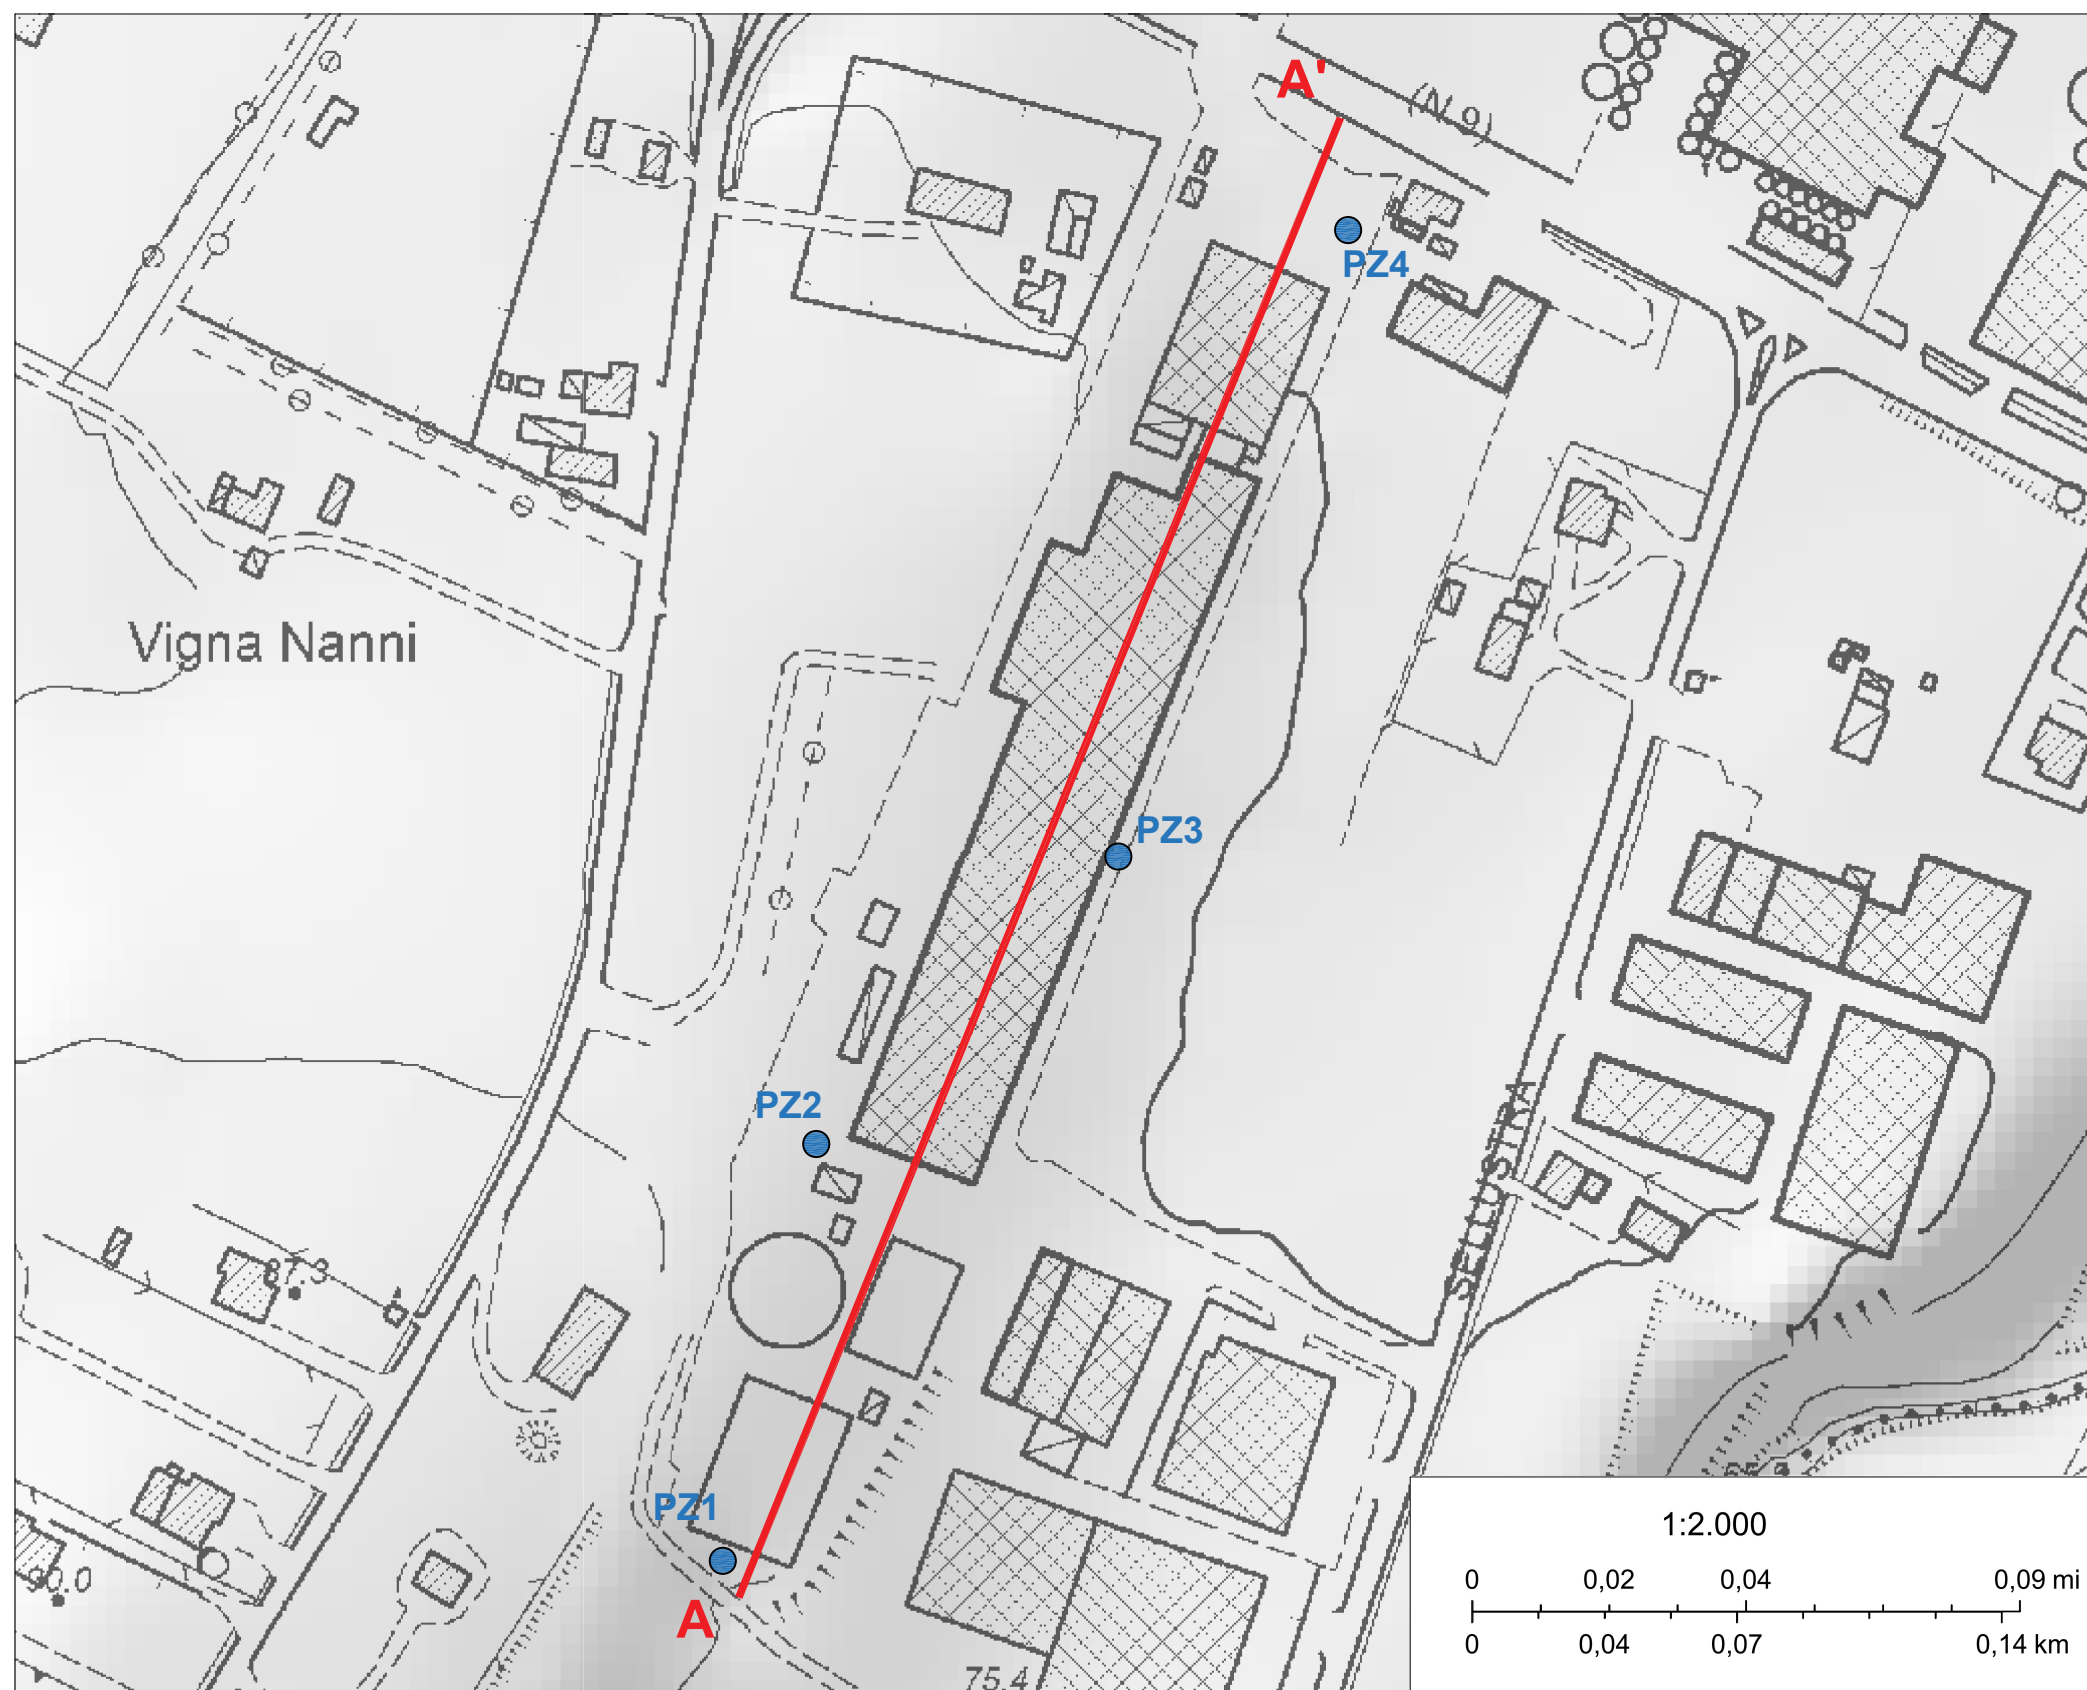 A'
(N.9)
PZ4
Vigna Nanni
PZ3
PZ2
SELLUSTRA
87.3
PZ1
90.0
A
75.4
1:2.000
0 0,02 0,04 0,09 mi
0 0,04 0,07 0,14 km